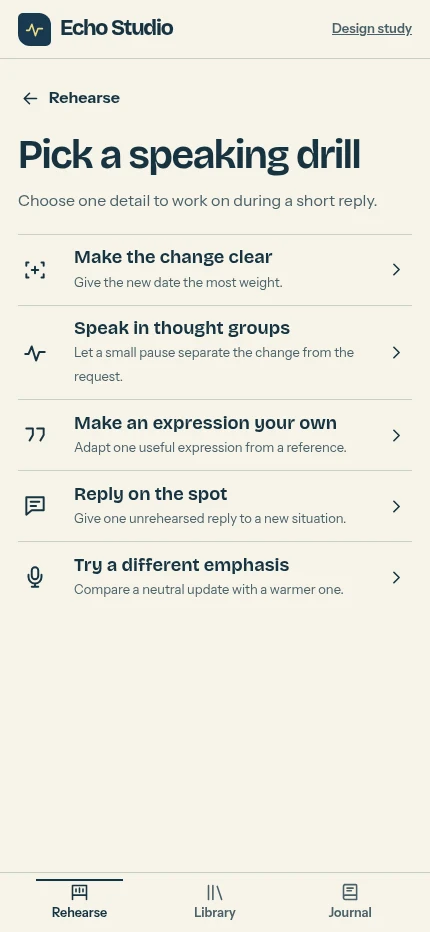 Echo Studio
Design study
Rehearse
Pick a speaking drill
Choose one detail to work on during a short reply.
Make the change clear
Give the new date the most weight.
Speak in thought groups
Let a small pause separate the change from the
request.
Make an expression your own
Adapt one useful expression from a reference.
Reply on the spot
Give one unrehearsed reply to a new situation.
Try a different emphasis
Compare a neutral update with a warmer one.
Rehearse
Library
Journal